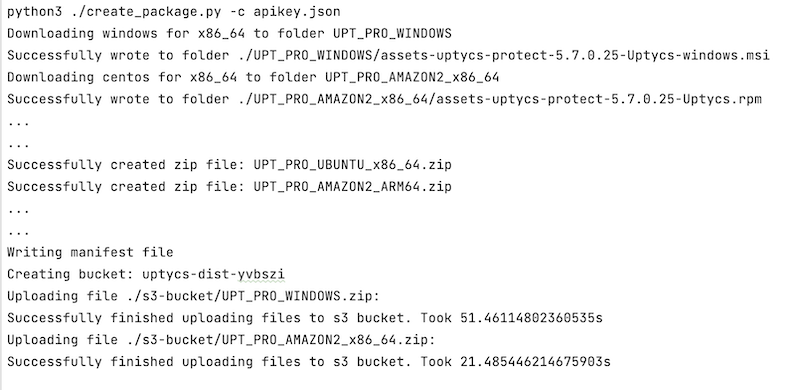 python3 ./create_package.py -c apikey.json
Downloading windows for x86_64 to folder UPT_PRO_WINDOWS
Successfully wrote to folder ./UPT_PRO_WINDOWS/assets-uptycs-protect-5.7.0.25-Uptycs-windows.msi
Downloading centos for x86_64 to folder UPT_PRO_AMAZON2_x86_64
Successfully wrote to folder ./UPT_PRO_AMAZON2_x86_64/assets-uptycs-protect-5.7.0.25-Uptycs.rpm
...
...
Successfully created zip file: UPT_PRO_UBUNTU_x86_64.zip
Successfully created zip file: UPT_PRO_AMAZON2_ARM64.zip
...
...
Writing manifest file
Creating bucket: uptycs-dist-yvbszi
Uploading file ./s3-bucket/UPT_PRO_WINDOWS.zip:
Successfully finished uploading files to s3 bucket. Took 51.46114802360535s
Uploading file ./s3-bucket/UPT_PRO_AMAZON2_x86_64.zip:
Successfully finished uploading files to s3 bucket. Took 21.485446214675903s